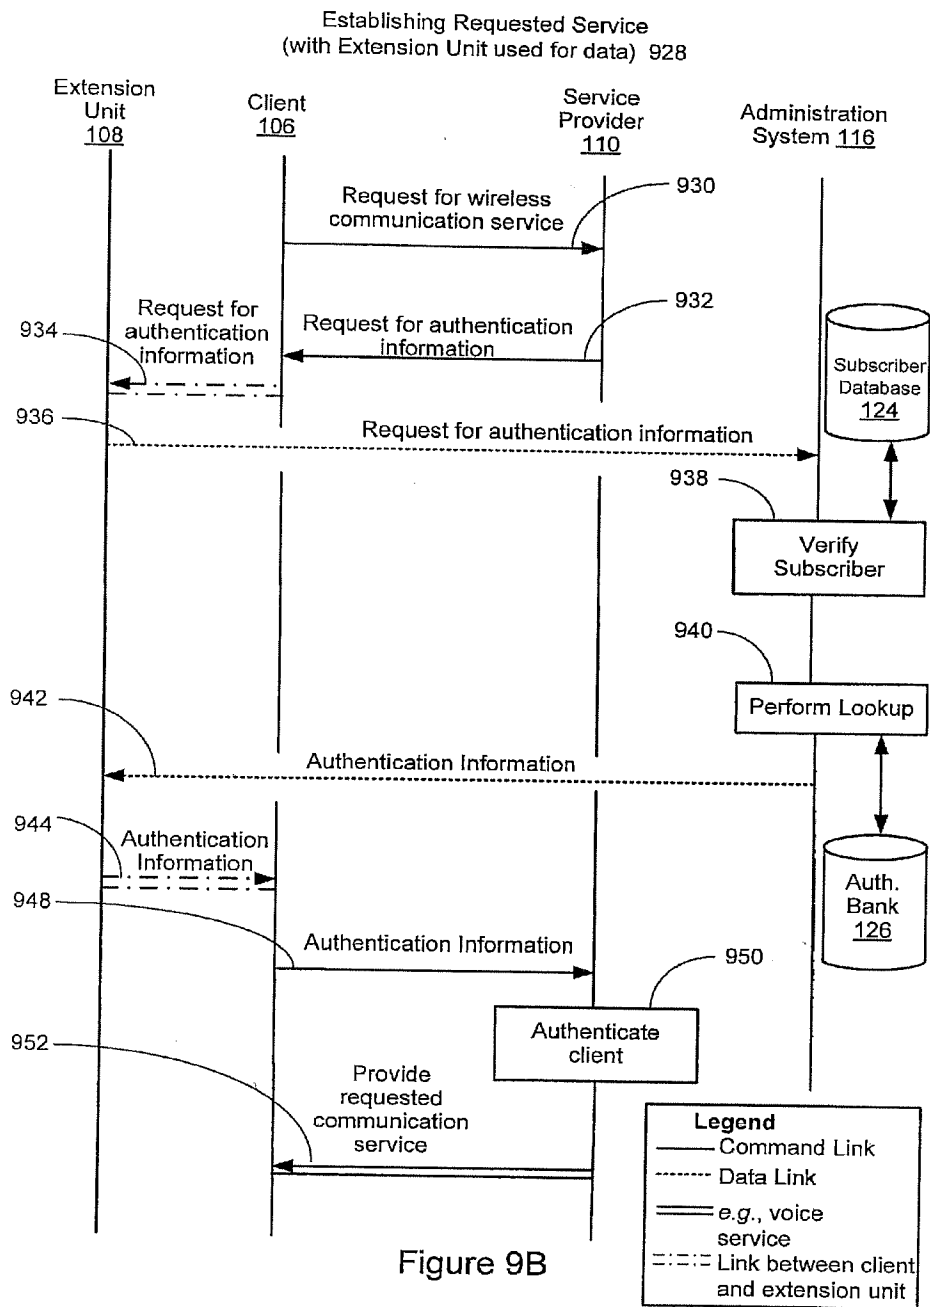 Establishing Requested Service
(with Extension Unit used for data) 928
Extension
Unit
108
Client
106
Service
Provider
110
Administration
System 116
Request for wireless
communication service
930
932
Request for
authentication
information
934
Request for authentication
information
Subscriber
Database
124
936
Request for authentication information
938
Verify
Subscriber
940
Perform Lookup
942
Authentication Information
944
Authentication
Information
Auth.
Bank
126
948
Authentication Information
950
Authenticate
client
952
Provide
requested
communication
service
Legend
Command Link
Data Link
e.g., voice
service
Link between client
and extension unit
Figure 9B